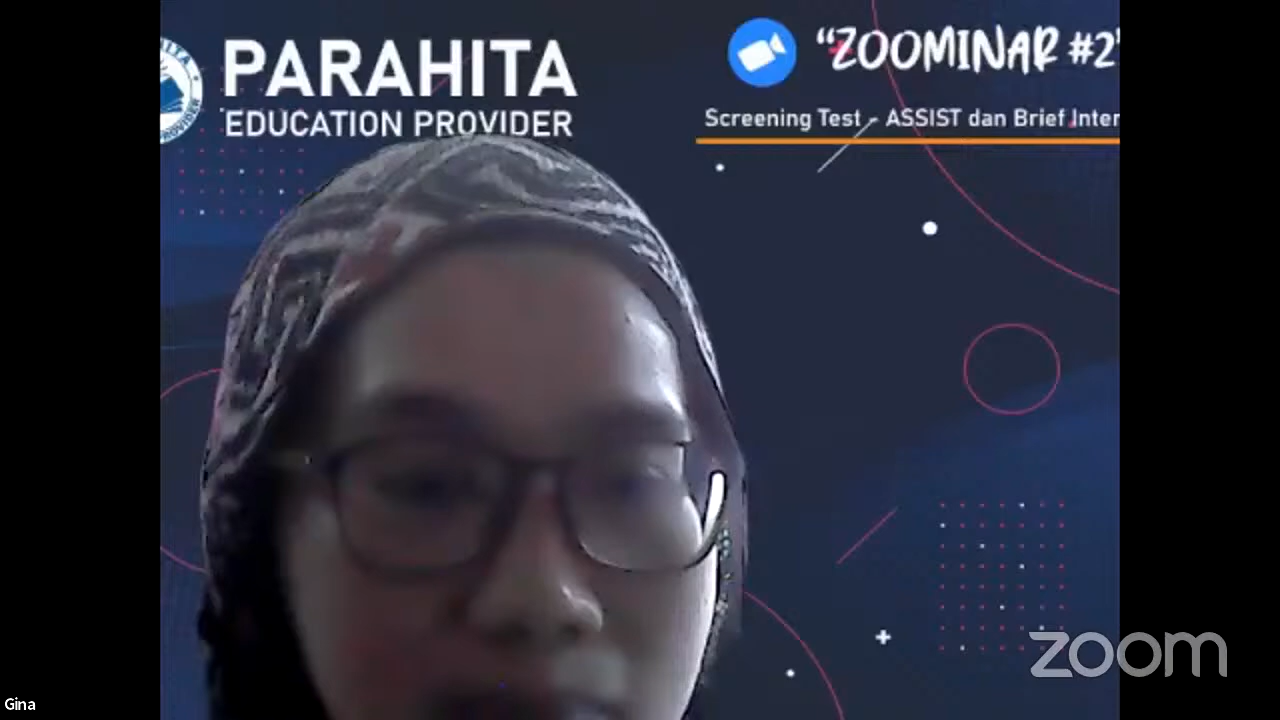 PARAHITA
EDUCATION PROVIDER
“ZOOMINAR #2”
Screening Test - ASSIST dan Brief Inter
zoom
Gina